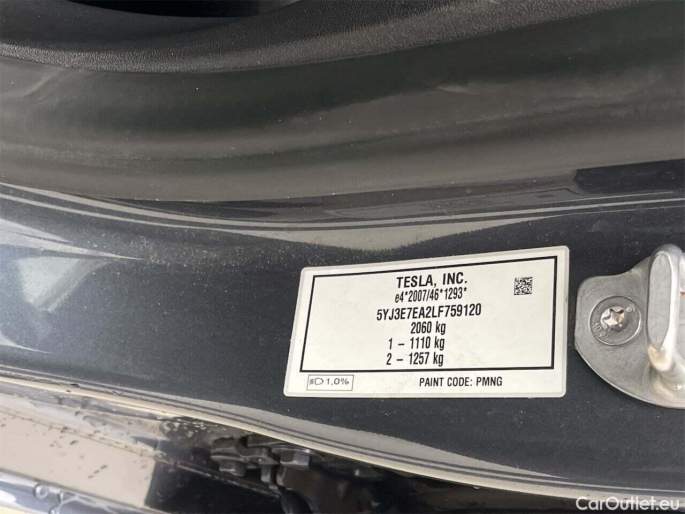 TESLA, INC.
e4*2007/46*1293*
5YJ3E7EA2LF759120
2060 kg
1 – 1110 kg
2 – 1257 kg
1,0%
PAINT CODE: PMNG
CarOutlet.eu